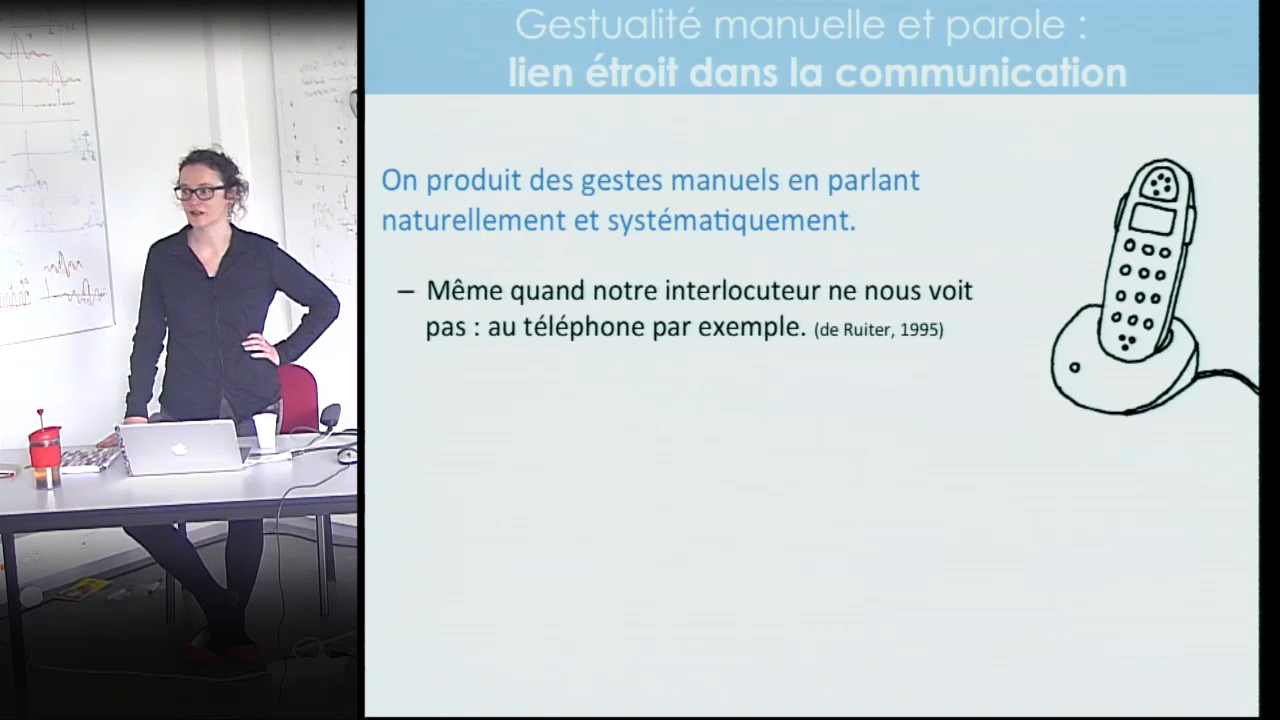 Gestualité manuelle et parole :
lien étroit dans la communication
On produit des gestes manuels en parlant
naturellement et systématiquement.
– Même quand notre interlocuteur ne nous voit
pas : au téléphone par exemple. (de Ruiter, 1995)